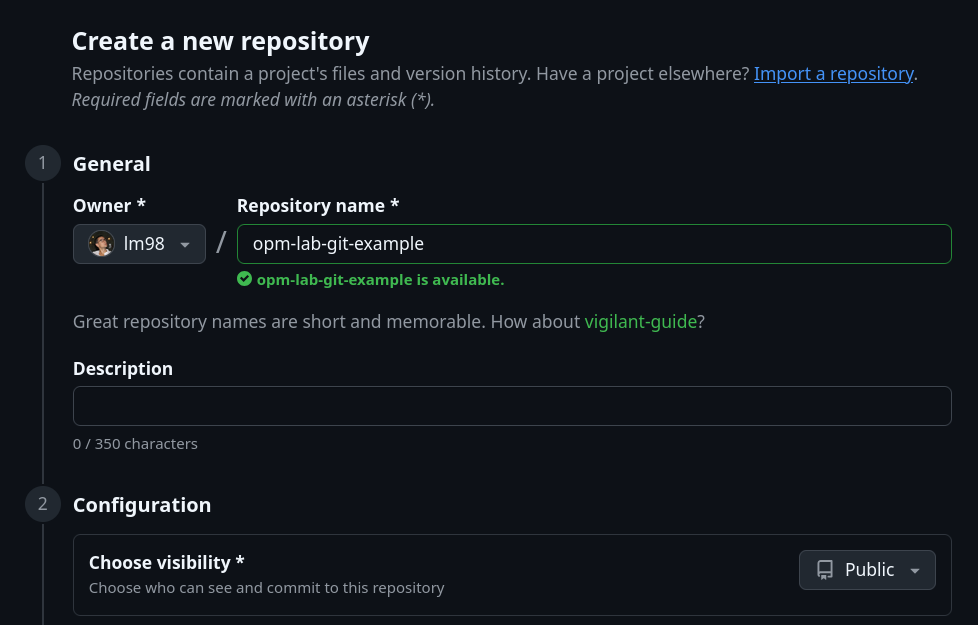 Create a new repository
Repositories contain a project's files and version history. Have a project elsewhere? Import a repository.
Required fields are marked with an asterisk (*).
1
General
Owner *
Repository name *
lm98
/
opm-lab-git-example
opm-lab-git-example is available.
Great repository names are short and memorable. How about vigilant-guide?
Description
0 / 350 characters
2
Configuration
Choose visibility *
Choose who can see and commit to this repository
Public